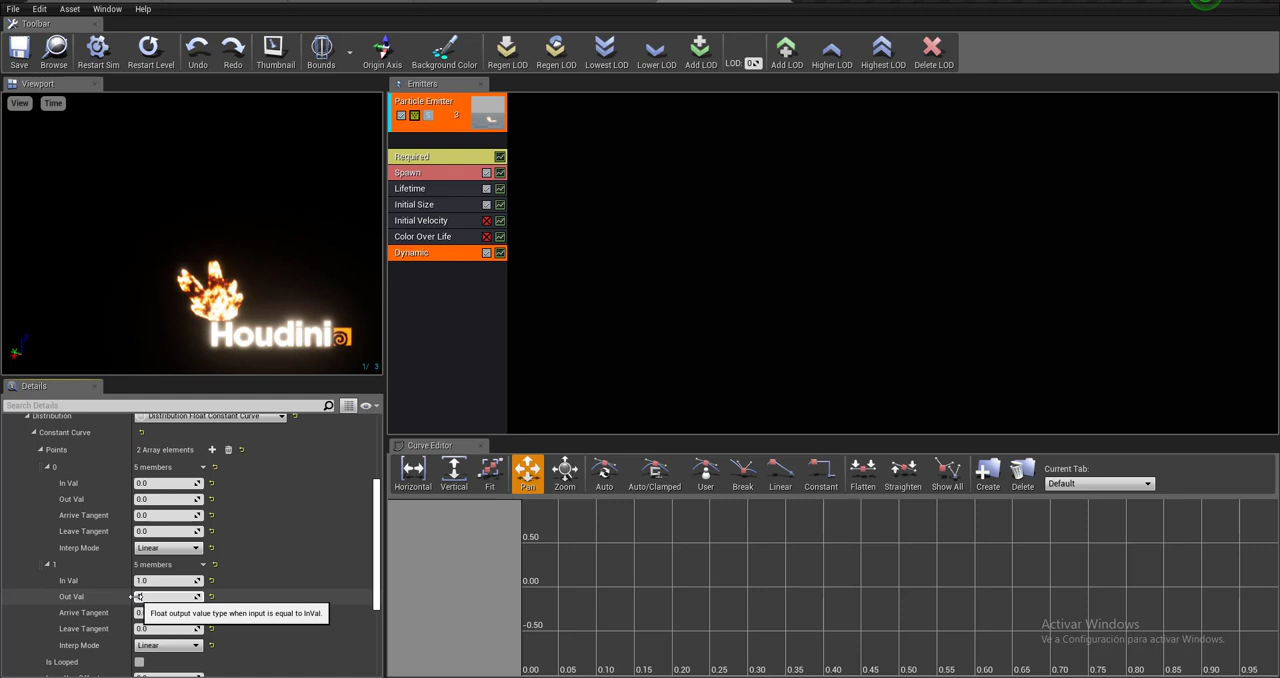 File Edit Asset Window Help
Toolbar
Save Browse Restart Sim Restart Level Undo Redo Thumbnail Bounds Origin Axis Background Color Regen LOD Regen LOD Lowest LOD Lower LOD Add LOD LOD: 0 Add LOD Higher LOD Highest LOD Delete LOD
Viewport
View Time
Houdini
1/ 3
Emitters
Particle Emitter
3
Required
Spawn
Lifetime
Initial Size
Initial Velocity
Color Over Life
Dynamic
Details
Search Details
Distribution Distribution Float Constant Curve
Constant Curve
Points 2 Array elements
0 5 members
In Val 0.0
Out Val 0.0
Arrive Tangent 0.0
Leave Tangent 0.0
Interp Mode Linear
1 5 members
In Val 1.0
Out Val
Float output value type when input is equal to InVal.
Arrive Tangent
Leave Tangent 0.0
Interp Mode Linear
Is Looped
Curve Editor
Horizontal Vertical Fit Pan Zoom Auto Auto/Clamped User Break Linear Constant Flatten Straighten Show All Create Delete
Current Tab:
Default
0.50
0.00
-0.50
0.00 0.05 0.10 0.15 0.20 0.25 0.30 0.35 0.40 0.45 0.50 0.55 0.60 0.65 0.70 0.75 0.80 0.85 0.90 0.95
Activar Windows
Ve a Configuración para activar Windows.